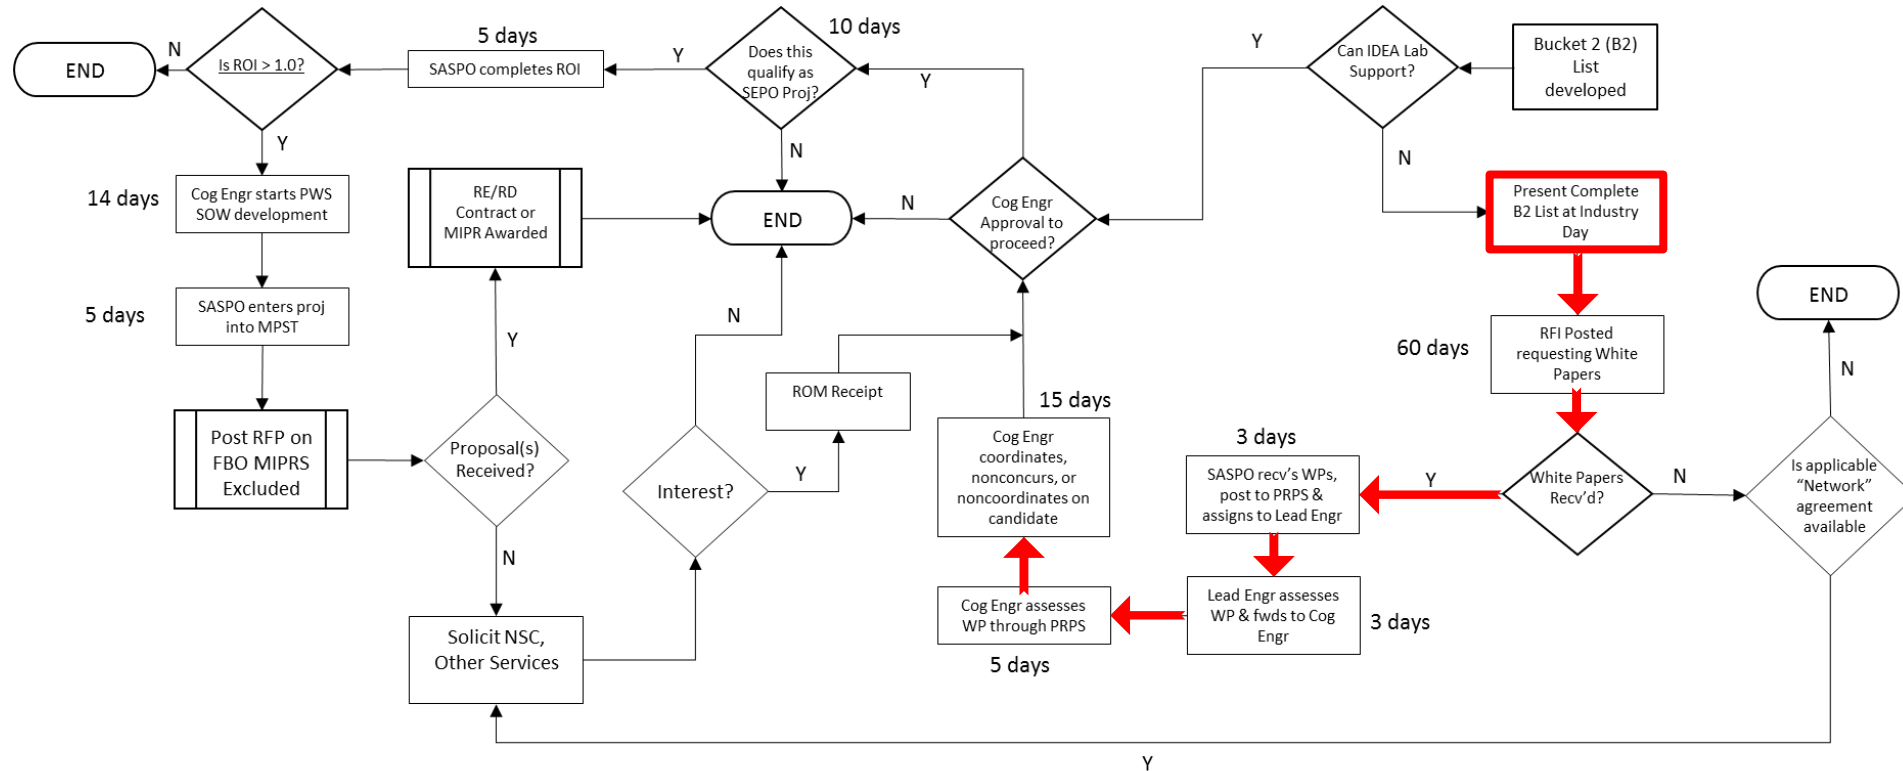 END
N
Is ROI > 1.0?
5 days
SASPO completes ROI
Y
Does this
qualify as
SEPO Proj?
10 days
Y
Y
Can IDEA Lab
Support?
Bucket 2 (B2)
List
developed
Y
N
N
14 days
Cog Engr starts PWS
SOW development
RE/RD
Contract or
MIPR Awarded
END
N
Cog Engr
Approval to
proceed?
Present Complete
B2 List at Industry
Day
5 days
SASPO enters proj
into MPST
Y
N
END
60 days
RFI Posted
requesting White
Papers
N
ROM Receipt
15 days
Post RFP on
FBO MIPRS
Excluded
Proposal(s)
Received?
Interest?
Y
Cog Engr
coordinates,
nonconcurs, or
noncoordinates on
candidate
3 days
SASPO recv's WPs,
post to PRPS &
assigns to Lead Engr
Y
White Papers
Recv'd?
N
Is applicable
“Network”
agreement
available
N
Solicit NSC,
Other Services
Cog Engr assesses
WP through PRPS
5 days
Lead Engr assesses
WP & fwds to Cog
Engr
3 days
Y